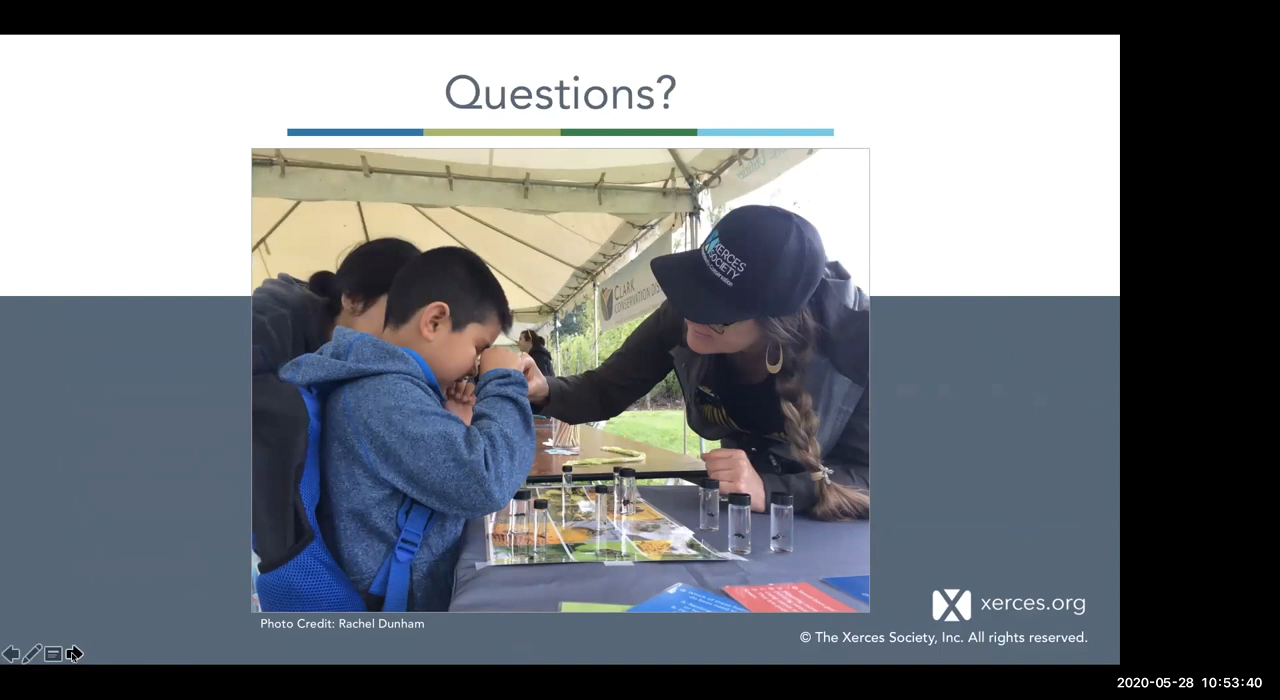 Questions?
XERCES
SOCIETY
CLARK
CONSERVATION
Photo Credit: Rachel Dunham
xerces.org
© The Xerces Society, Inc. All rights reserved.
2020-05-28 10:53:40